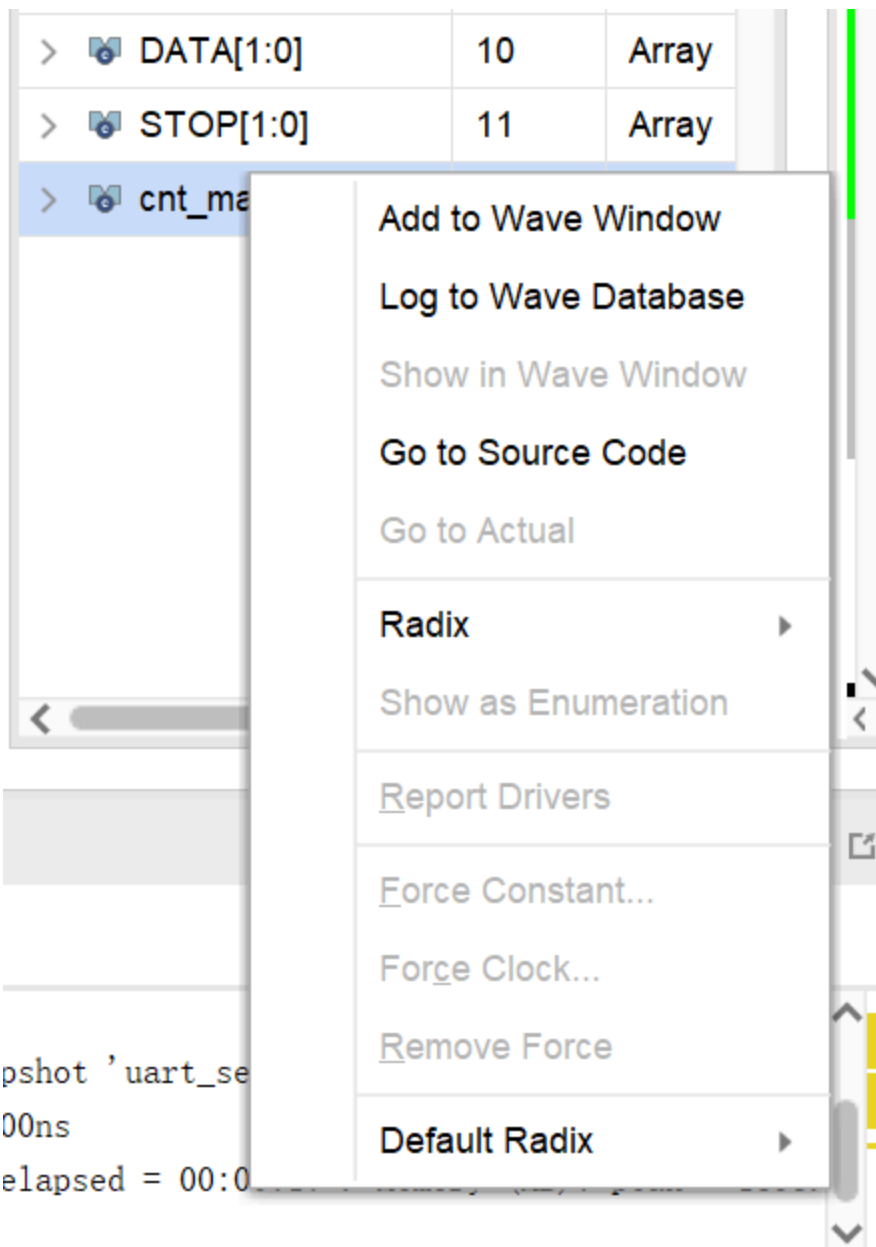 DATA[1:0] 10 Array
STOP[1:0] 11 Array
cnt_ma
Add to Wave Window
Log to Wave Database
Show in Wave Window
Go to Source Code
Go to Actual
Radix
Show as Enumeration
Report Drivers
Force Constant...
Force Clock...
Remove Force
Default Radix
pshot 'uart_se
00ns
elapsed = 00:0